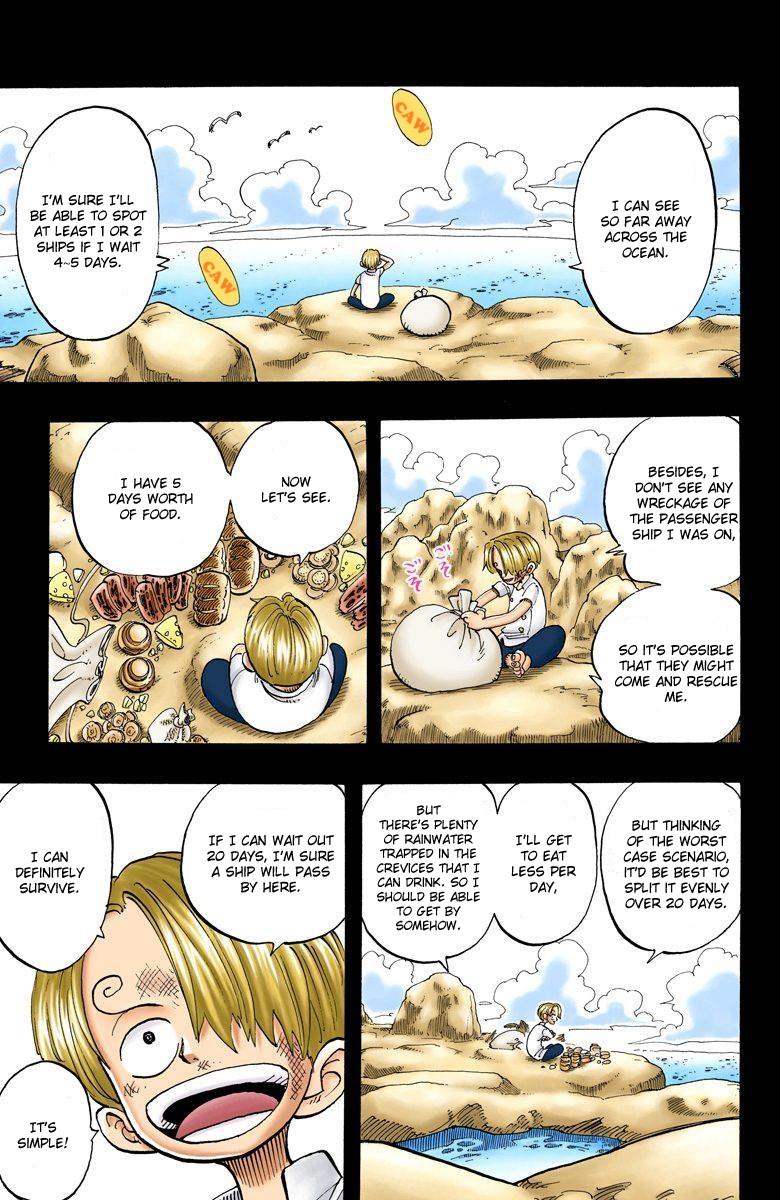 I CAN SEE
SO FAR AWAY
ACROSS THE
OCEAN.
CAW
I'M SURE I'LL
BE ABLE TO SPOT
AT LEAST 1 OR 2
SHIPS IF I WAIT
4~5 DAYS.
CAW
BESIDES, I
DON'T SEE ANY
WRECKAGE OF
THE PASSENGER
SHIP I WAS ON,
ごそ
ごそ
SO IT'S POSSIBLE
THAT THEY MIGHT
COME AND RESCUE
ME.
NOW
LET'S SEE.
I HAVE 5
DAYS WORTH
OF FOOD.
BUT THINKING
OF THE WORST
CASE SCENARIO,
IT'D BE BEST TO
SPLIT IT EVENLY
OVER 20 DAYS.
I'LL GET
TO EAT
LESS PER
DAY,
BUT
THERE'S PLENTY
OF RAINWATER
TRAPPED IN THE
CREVICES THAT I
CAN DRINK. SO I
SHOULD BE ABLE
TO GET BY
SOMEHOW.
IF I CAN WAIT OUT
20 DAYS, I'M SURE
A SHIP WILL PASS
BY HERE.
I CAN
DEFINITELY
SURVIVE.
IT'S
SIMPLE!